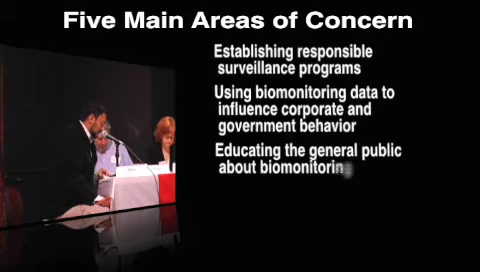 Five Main Areas of Concern
Establishing responsible
surveillance programs
Using biomonitoring data to
influence corporate and
government behavior
Educating the general public
about biomonitorin